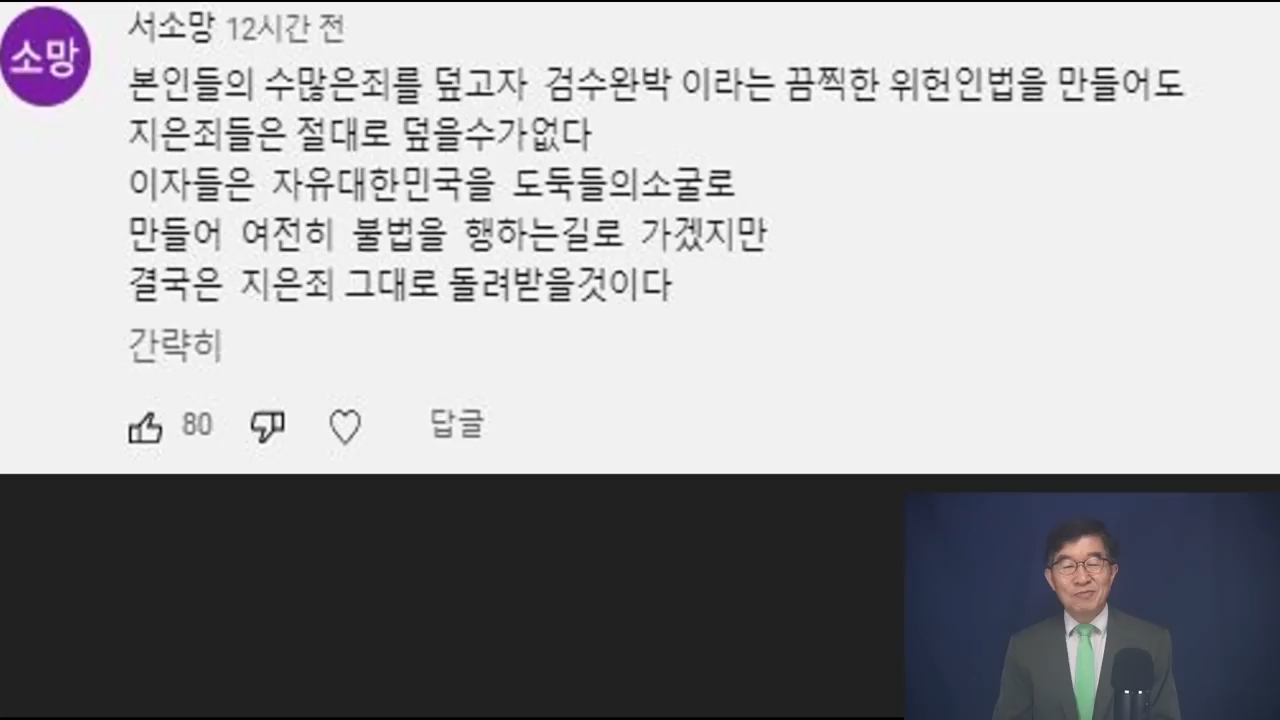 소망
서소망 12시간 전
본인들의 수많은죄를 덮고자 검수완박 이라는 끔찍한 위헌인법을 만들어도
지은죄들은 절대로 덮을수가없다
이자들은 자유대한민국을 도둑들의소굴로
만들어 여전히 불법을 행하는길로 가겠지만
결국은 지은죄 그대로 돌려받을것이다
간략히
80 답글